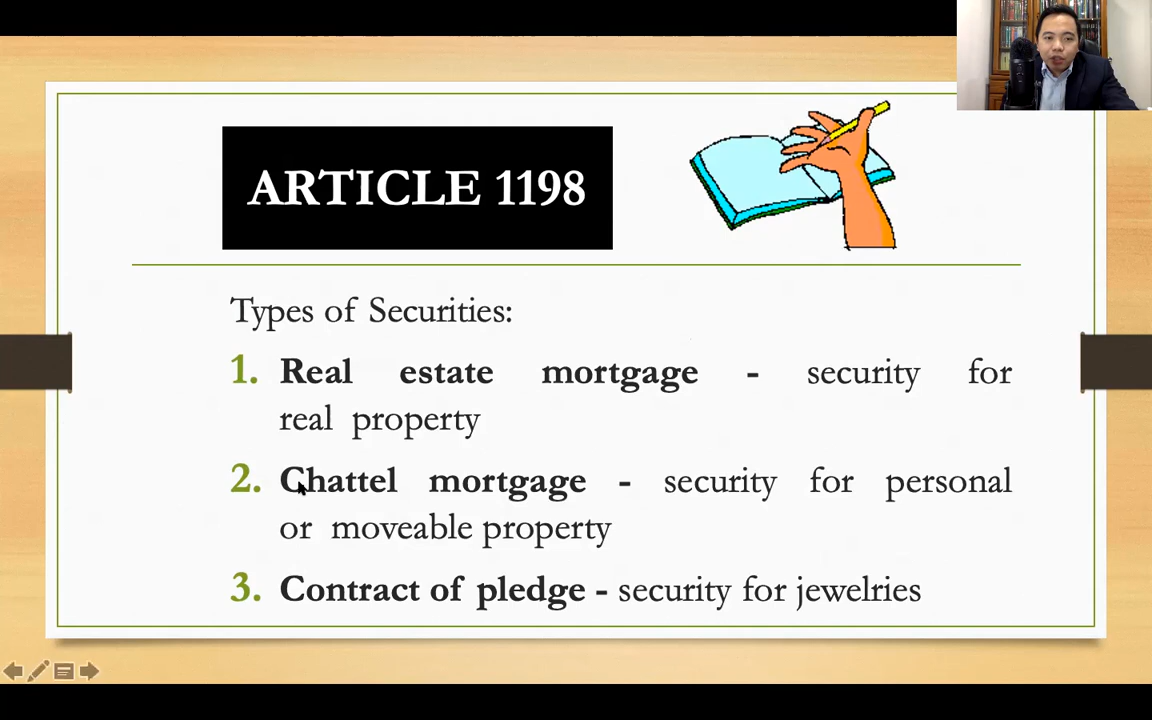 ARTICLE 1198
Types of Securities:
1. Real estate mortgage - security for
real property
2. Chattel mortgage - security for personal
or moveable property
3. Contract of pledge - security for jewelries